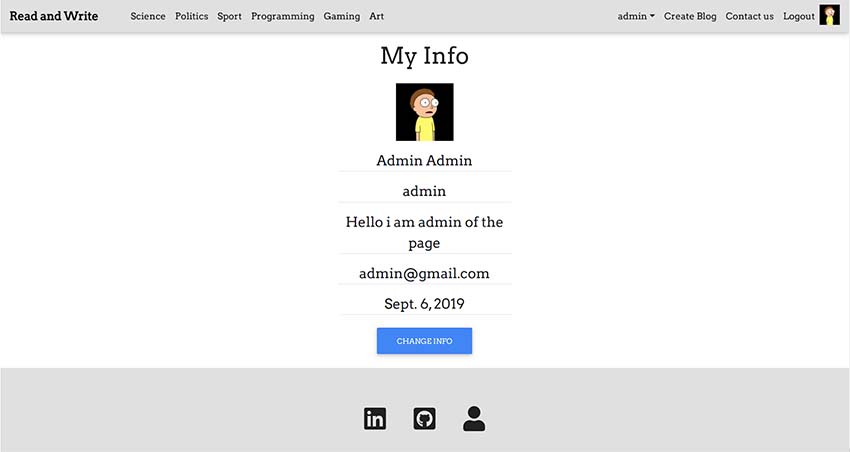 Read and Write Science Politics Sport Programming Gaming Art admin Create Blog Contact us Logout
My Info
Admin Admin
admin
Hello i am admin of the
page
admin@gmail.com
Sept. 6, 2019
CHANGE INFO
in